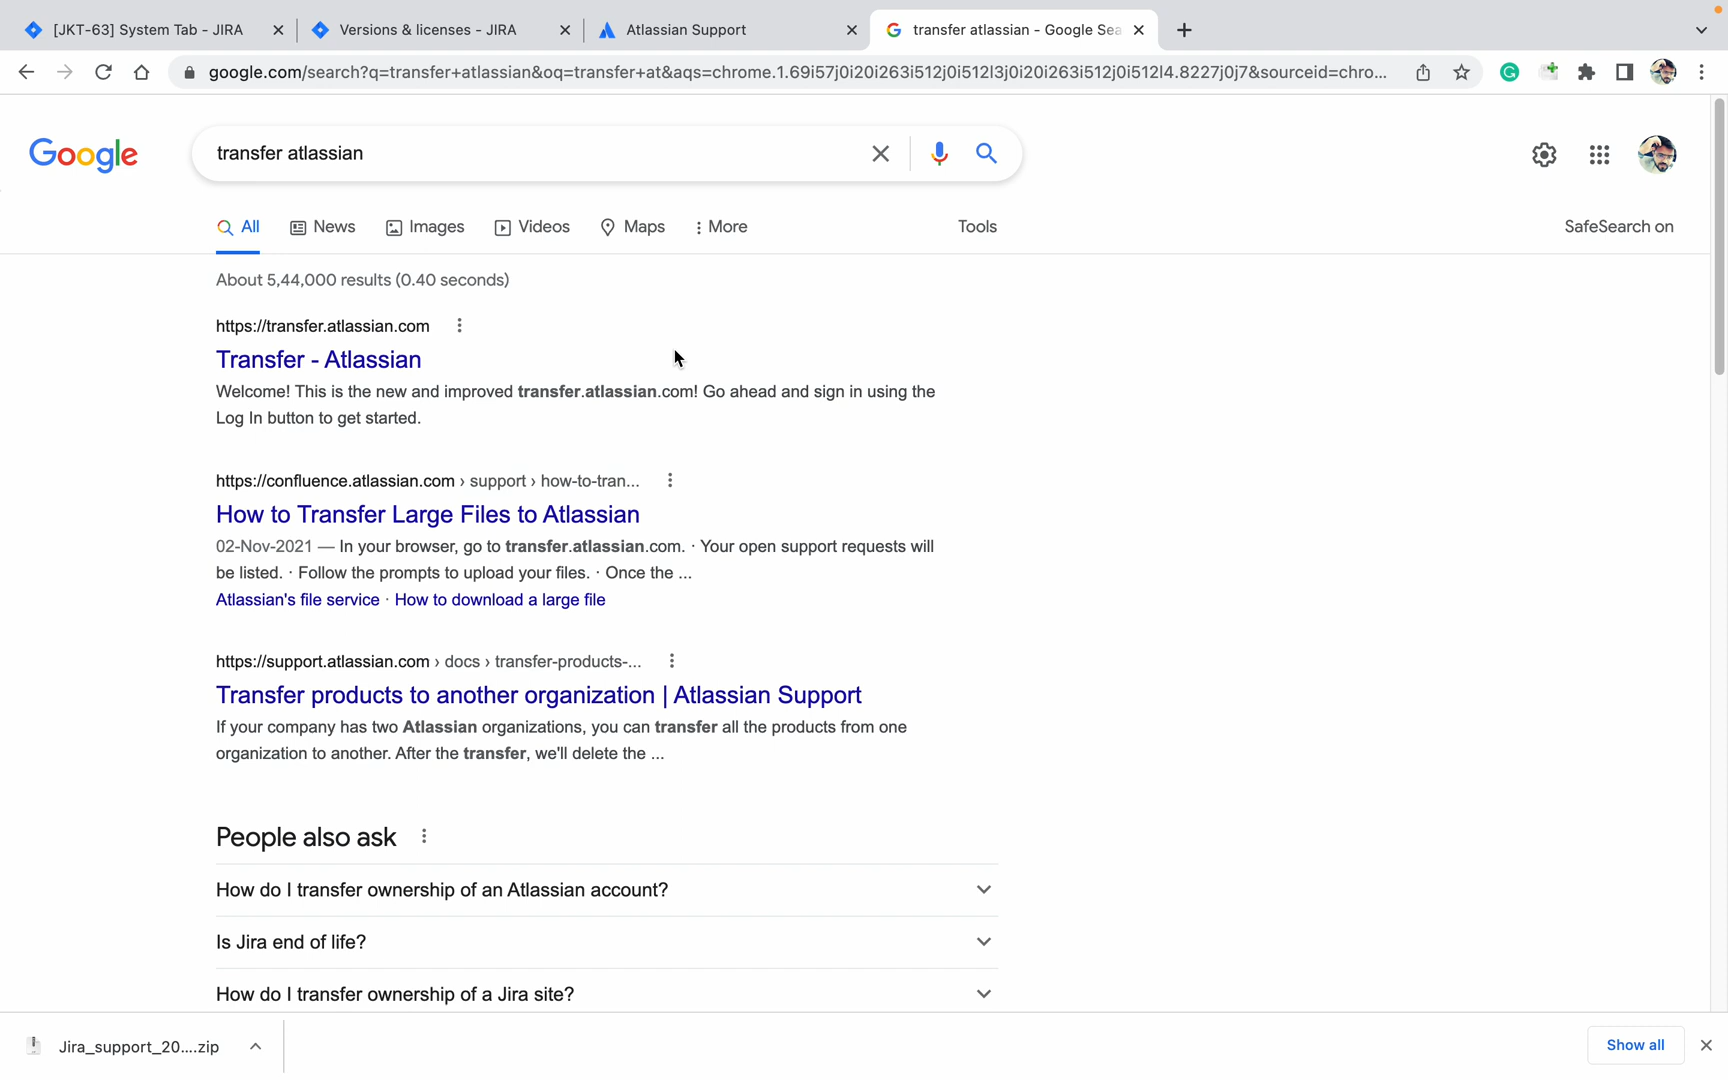 [JKT-63] System Tab - JIRA
Versions & licenses - JIRA
Atlassian Support
transfer atlassian - Google Sea
google.com/search?q=transfer+atlassian&oq=transfer+at&aqs=chrome.1.69i57j0i20i263i512j0i512l3j0i20i263i512j0i512l4.8227j0j7&sourceid=chro...
Google
transfer atlassian
All
News
Images
Videos
Maps
More
Tools
SafeSearch on
About 5,44,000 results (0.40 seconds)
https://transfer.atlassian.com
Transfer - Atlassian
Welcome! This is the new and improved transfer.atlassian.com! Go ahead and sign in using the
Log In button to get started.
https://confluence.atlassian.com › support › how-to-tran...
How to Transfer Large Files to Atlassian
02-Nov-2021 — In your browser, go to transfer.atlassian.com. · Your open support requests will
be listed. · Follow the prompts to upload your files. · Once the ...
Atlassian's file service · How to download a large file
https://support.atlassian.com › docs › transfer-products-...
Transfer products to another organization | Atlassian Support
If your company has two Atlassian organizations, you can transfer all the products from one
organization to another. After the transfer, we'll delete the ...
People also ask
How do I transfer ownership of an Atlassian account?
Is Jira end of life?
How do I transfer ownership of a Jira site?
Jira_support_20....zip
Show all